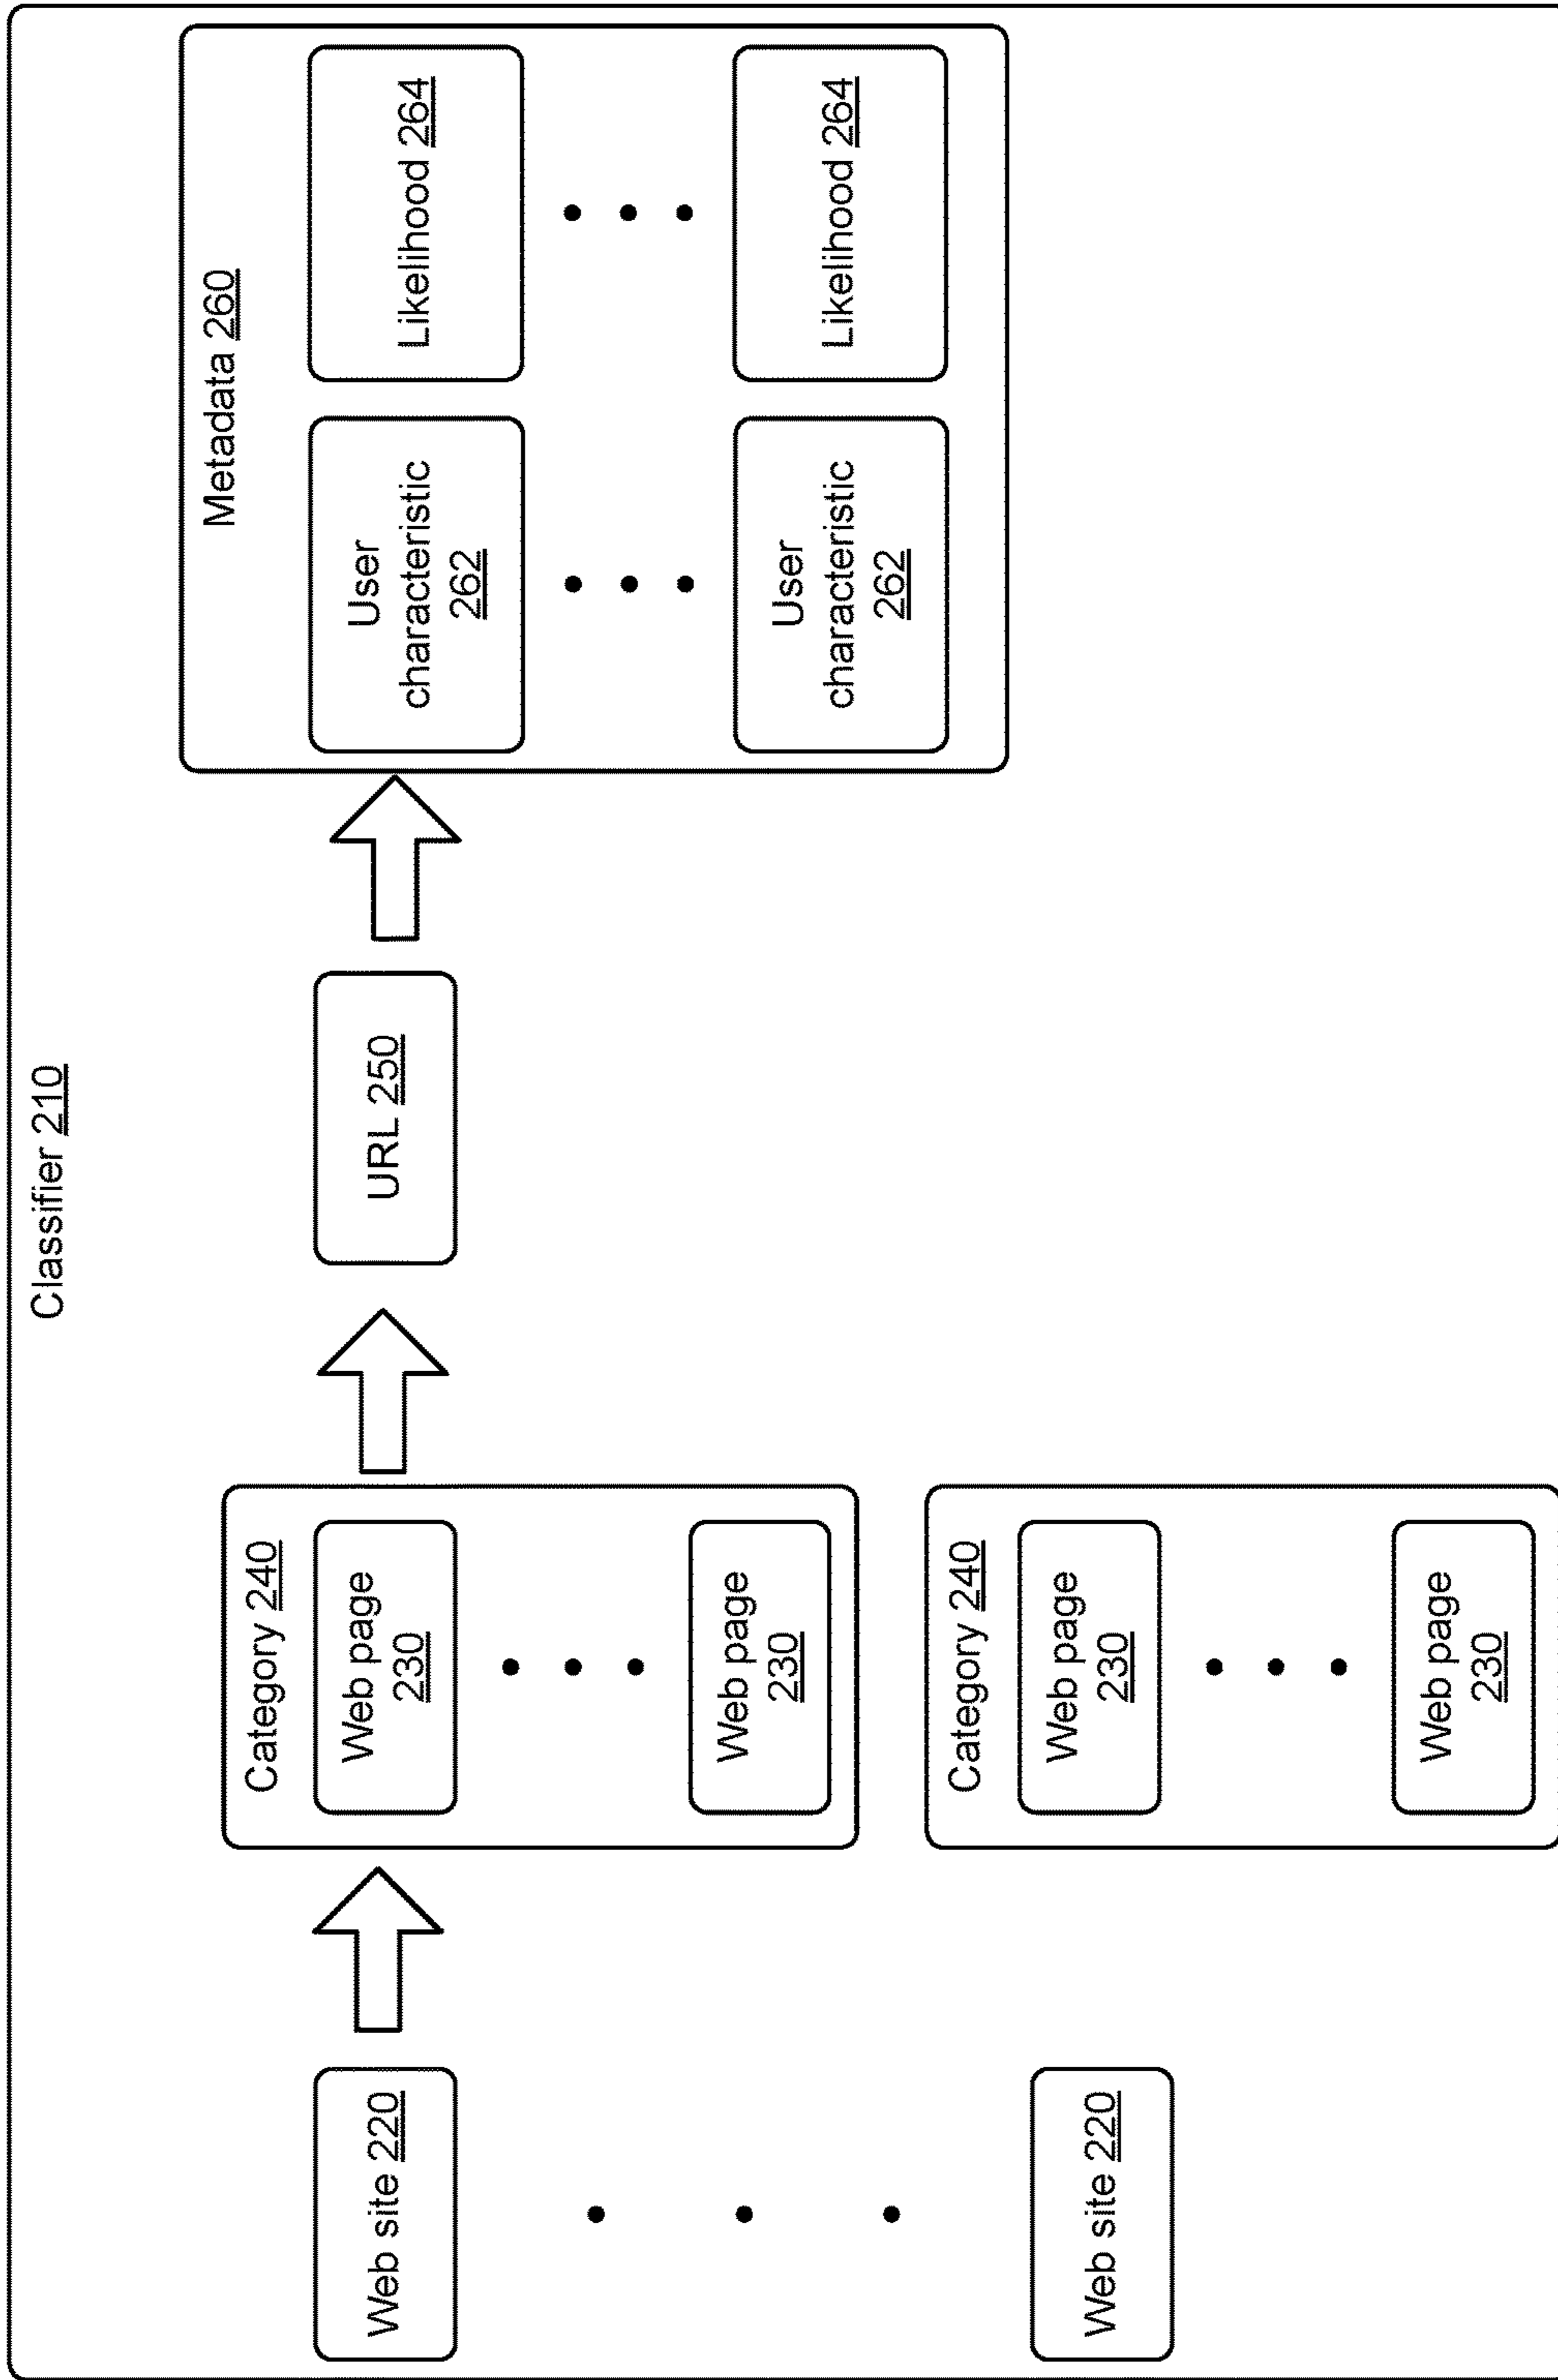 Classifier 210
Web site 220
Web site 220
Category 240
Web page
230
Web page
230
Category 240
Web page
230
Web page
230
URL 250
Metadata 260
User
characteristic
262
Likelihood 264
User
characteristic
262
Likelihood 264